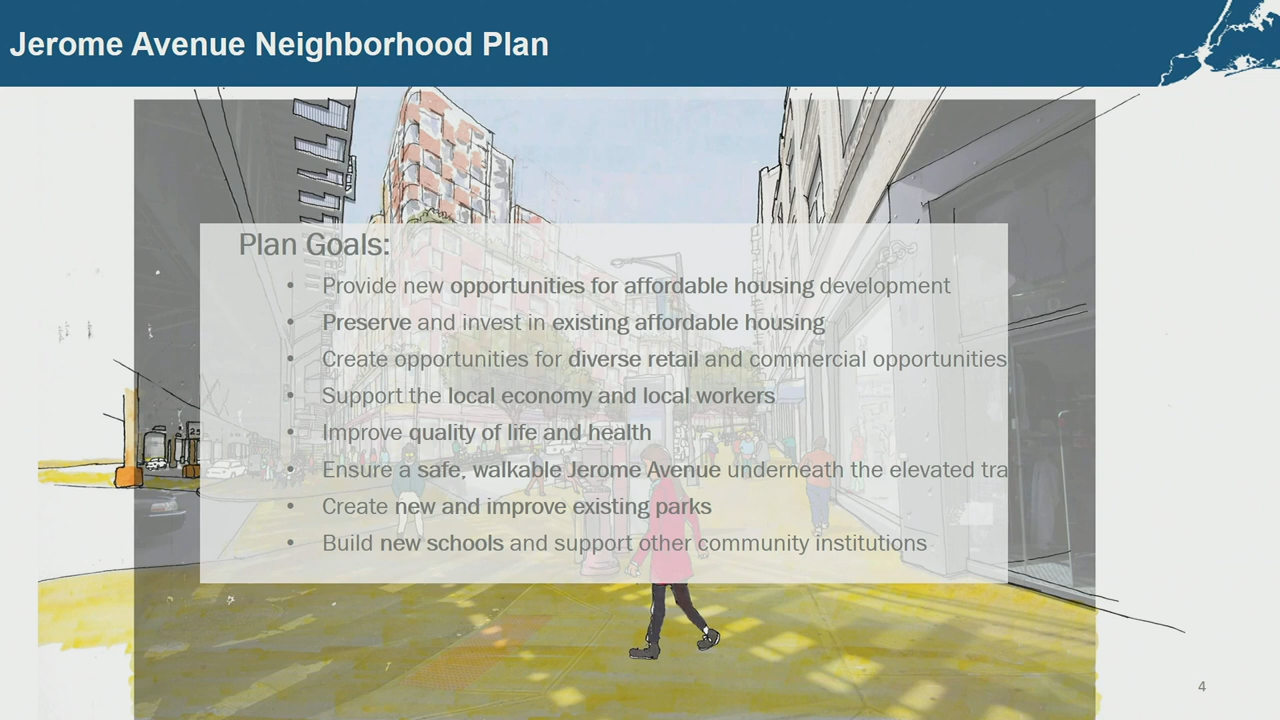 Jerome Avenue Neighborhood Plan
Plan Goals:
• Provide new opportunities for affordable housing development
• Preserve and invest in existing affordable housing
• Create opportunities for diverse retail and commercial opportunities
• Support the local economy and local workers
• Improve quality of life and health
• Ensure a safe, walkable Jerome Avenue underneath the elevated tra
• Create new and improve existing parks
• Build new schools and support other community institutions
4